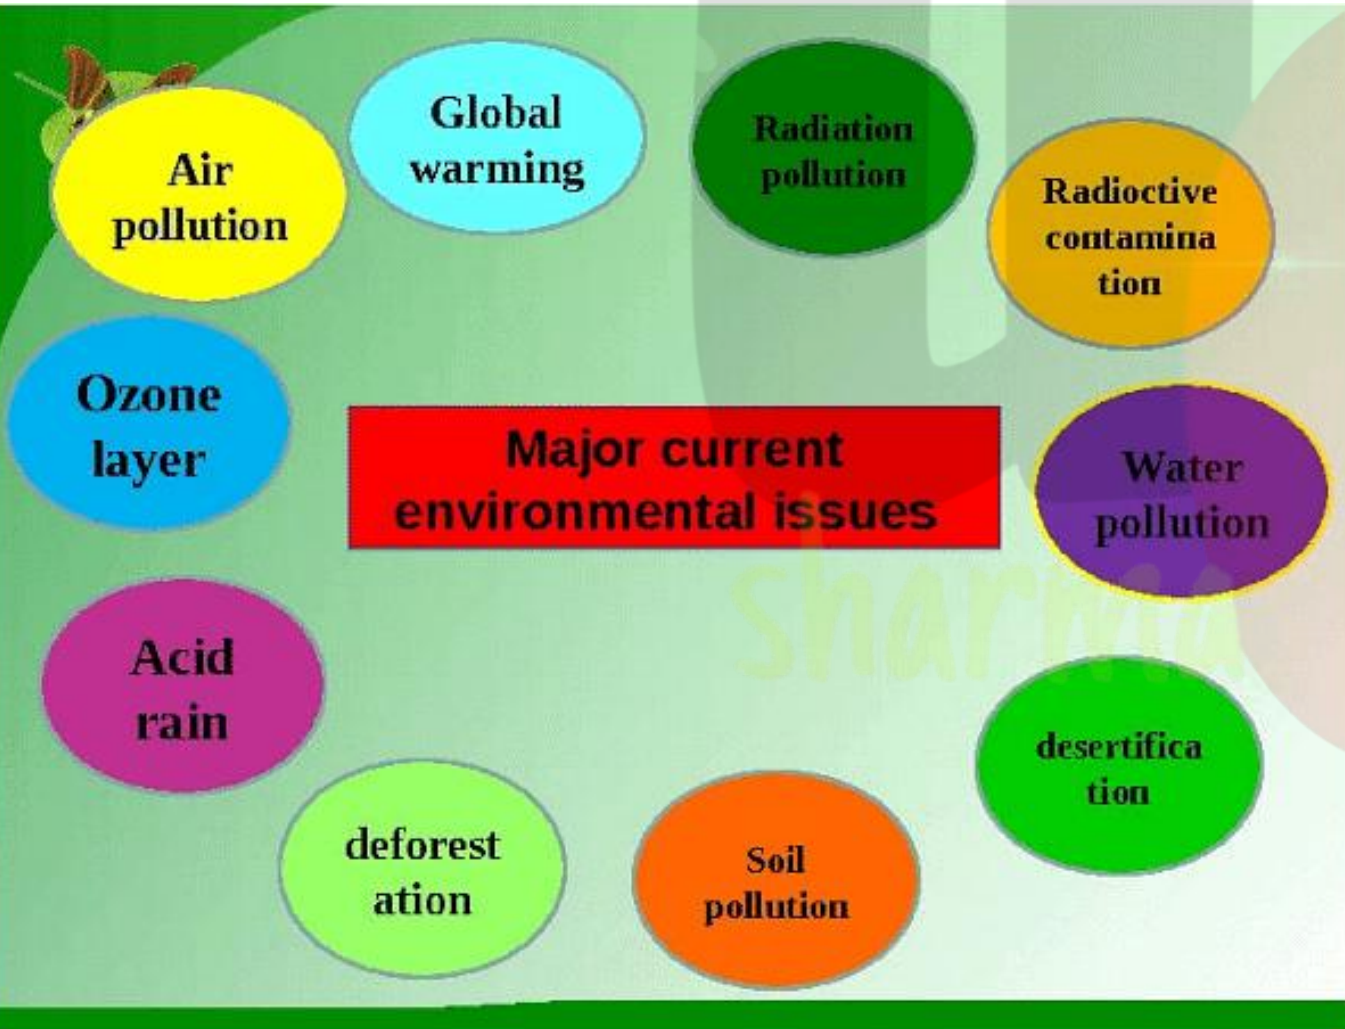 Air
pollution
Global
warming
Radiation
pollution
Radioctive
contamina
tion
Ozone
layer
Major current
environmental issues
Water
pollution
sharma
Acid
rain
desertifica
tion
deforest
ation
Soil
pollution